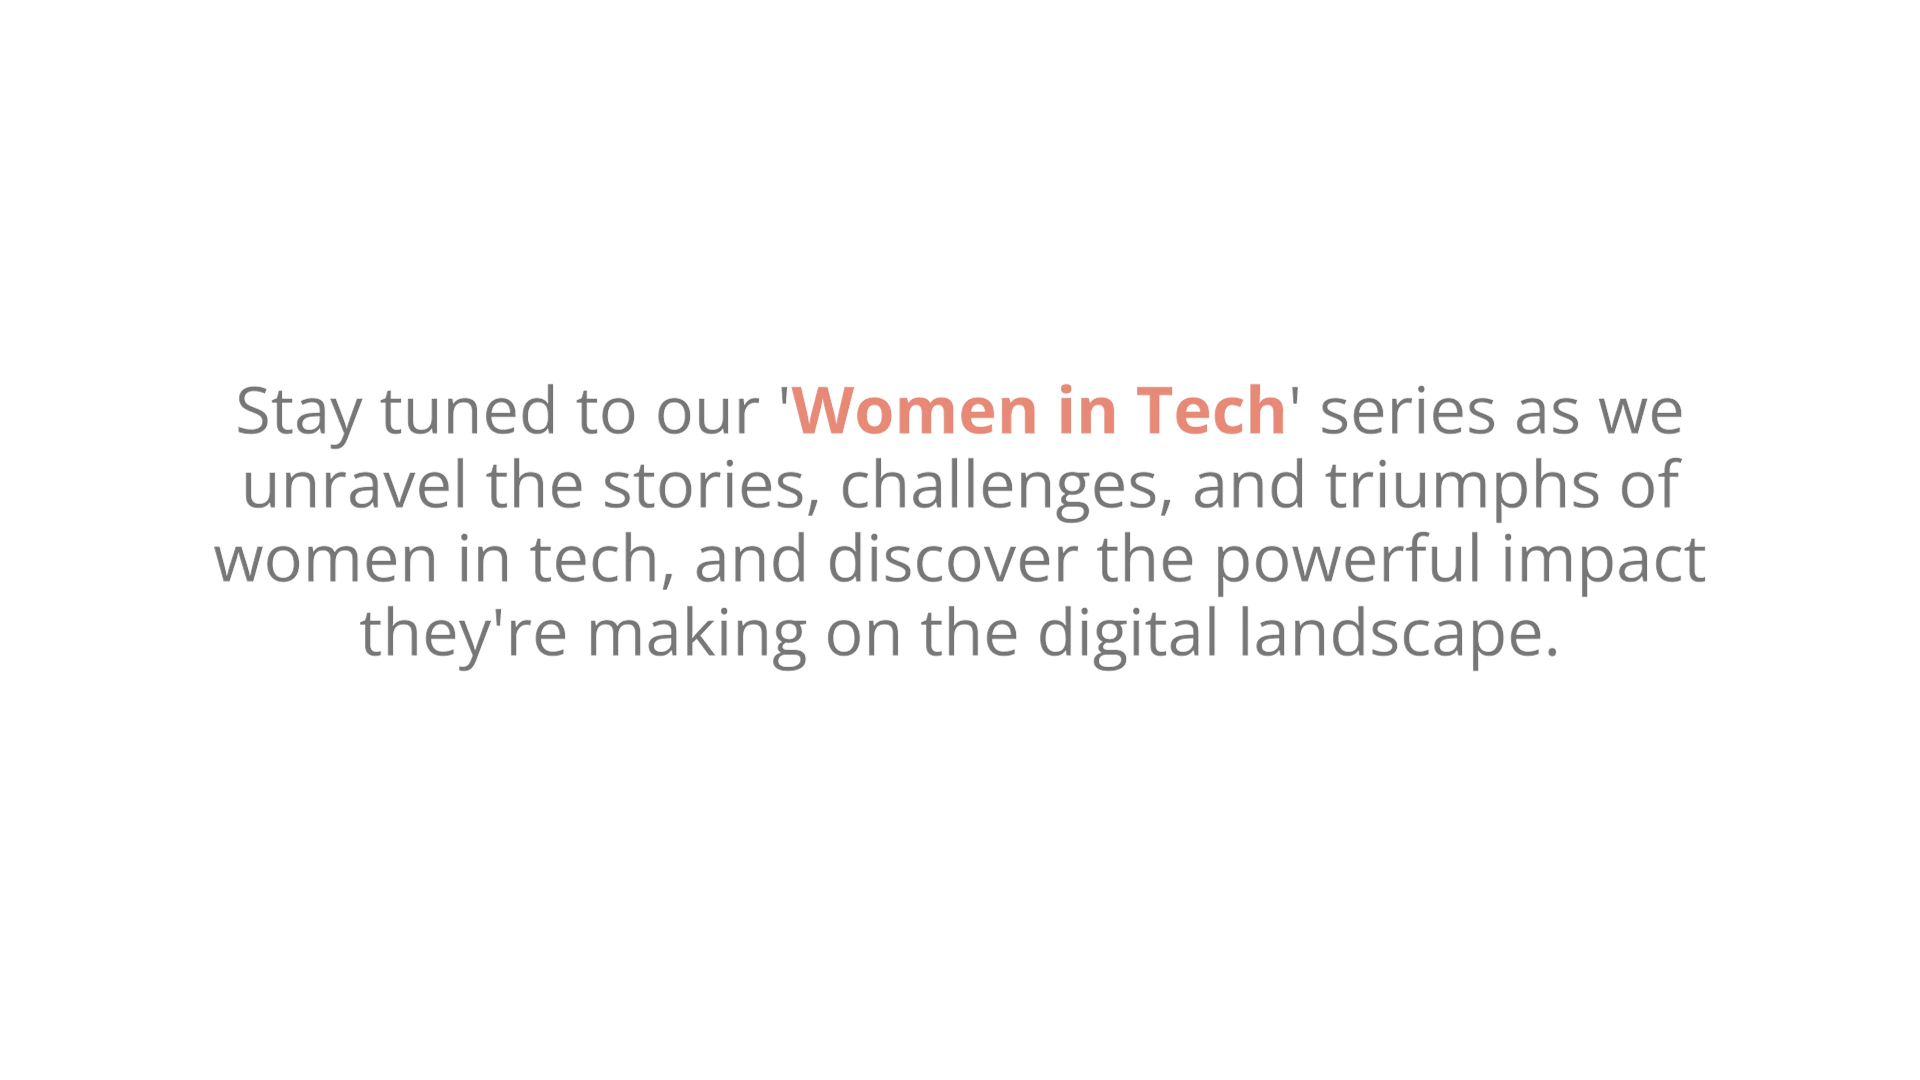 Stay tuned to our 'Women in Tech' series as we
unravel the stories, challenges, and triumphs of
women in tech, and discover the powerful impact
they're making on the digital landscape.